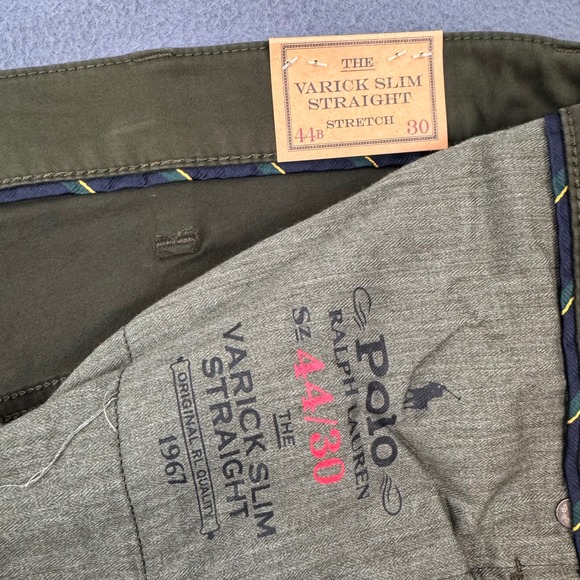 THE
VARICK SLIM
STRAIGHT
STRETCH
44B 30
Polo
RALPH LAUREN
Sz 44/30
THE
VARICK SLIM
STRAIGHT
ORIGINAL RL QUALITY
1967